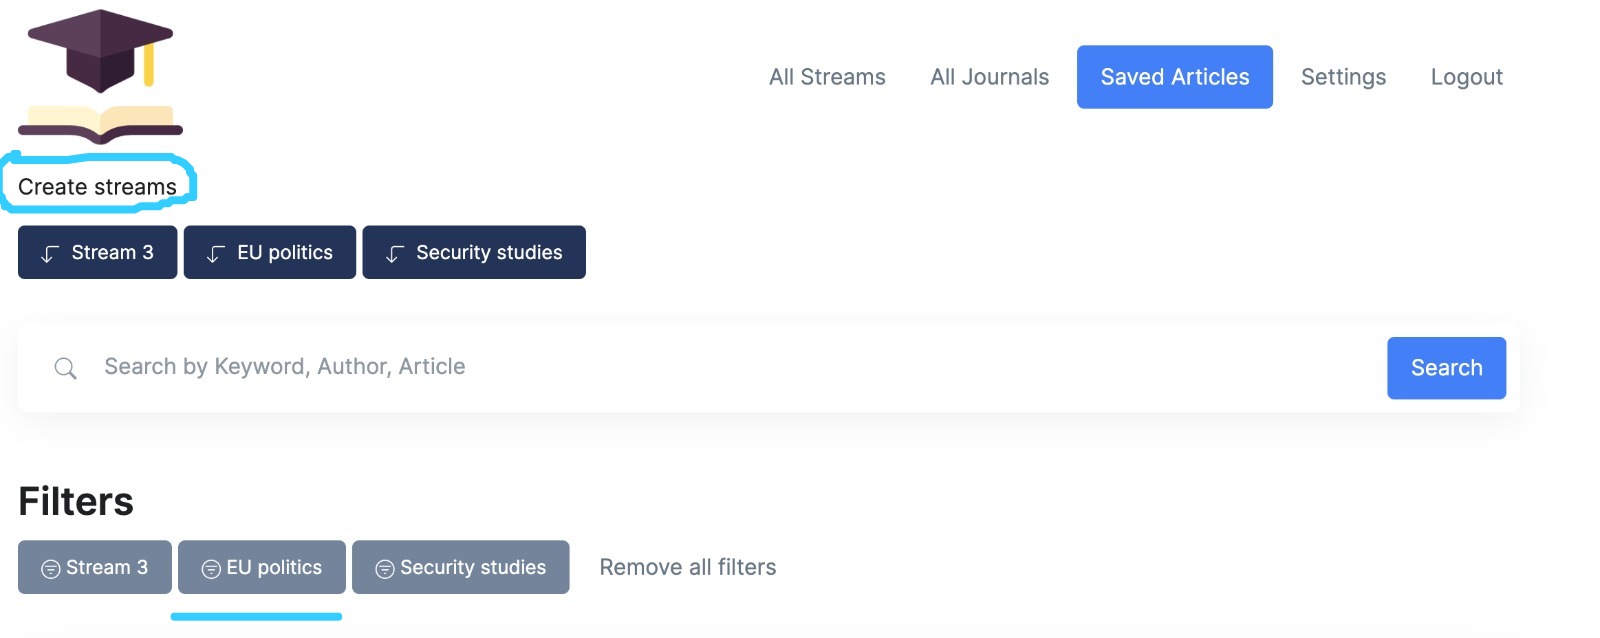 All Streams All Journals Saved Articles Settings Logout
Create streams
Stream 3 EU politics Security studies
Search by Keyword, Author, Article Search
Filters
Stream 3 EU politics Security studies Remove all filters